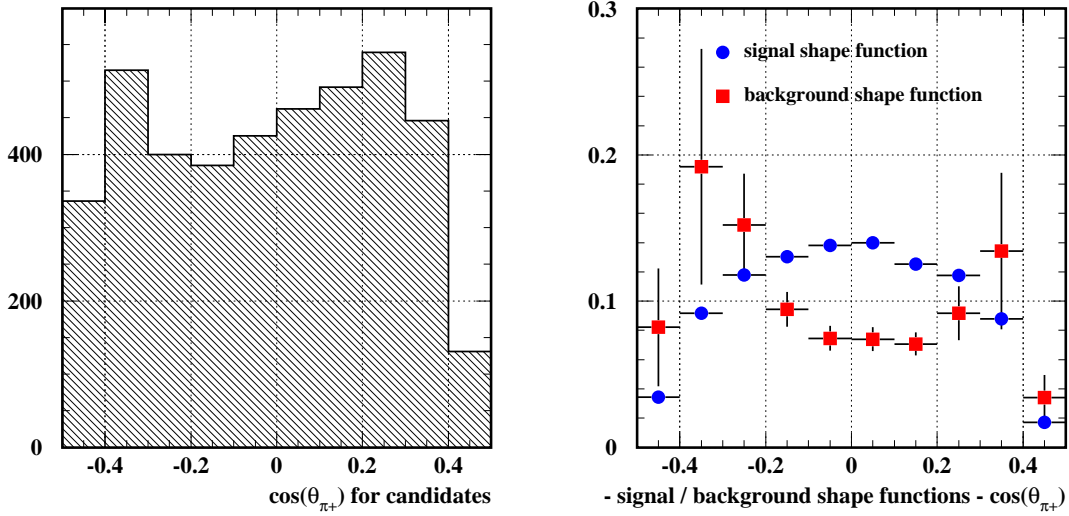 400
200
0
-0.4 -0.2 0 0.2 0.4
cos(θπ+) for candidates
0.3
0.2
0.1
0
signal shape function
background shape function
-0.4 -0.2 0 0.2 0.4
- signal / background shape functions - cos(θπ+)